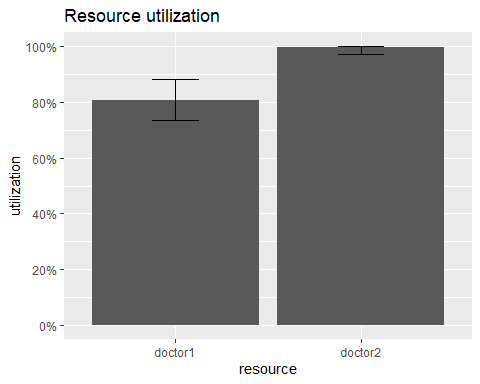 Resource utilization
100%
80%
60%
40%
20%
0%
utilization
doctor1 doctor2
resource